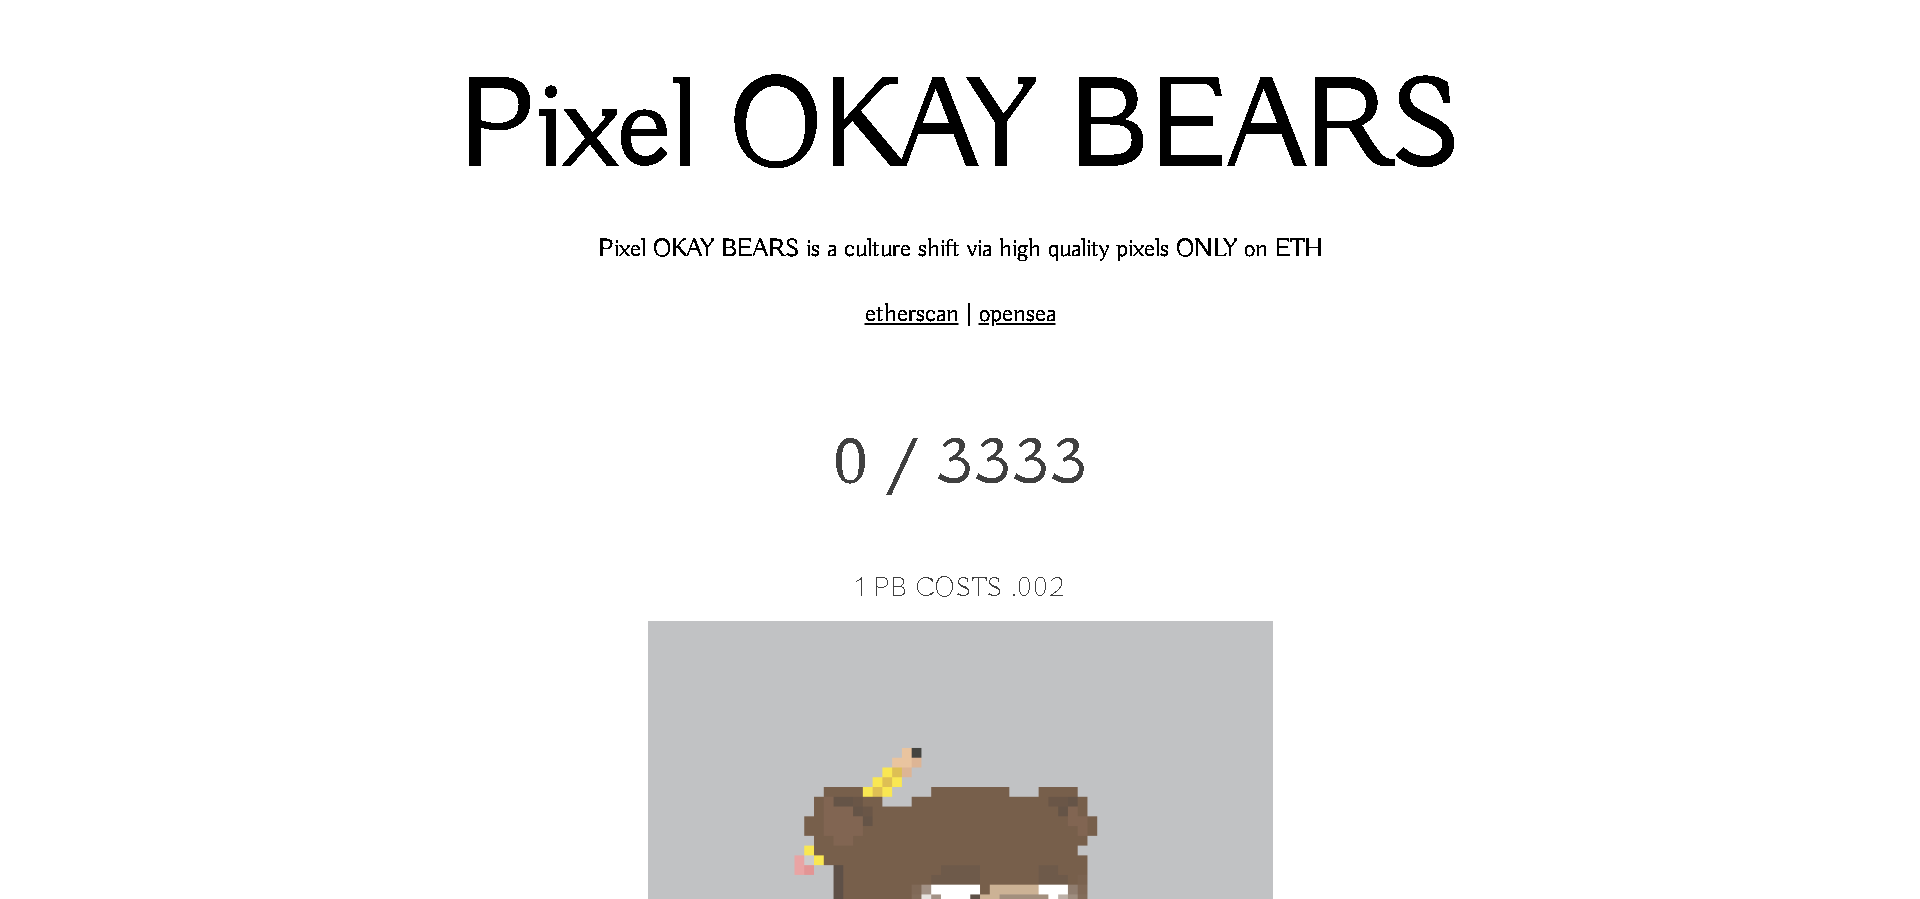 Pixel OKAY BEARS
Pixel OKAY BEARS is a culture shift via high quality pixels ONLY on ETH
etherscan | opensea
0 / 3333
1 PB COSTS .002